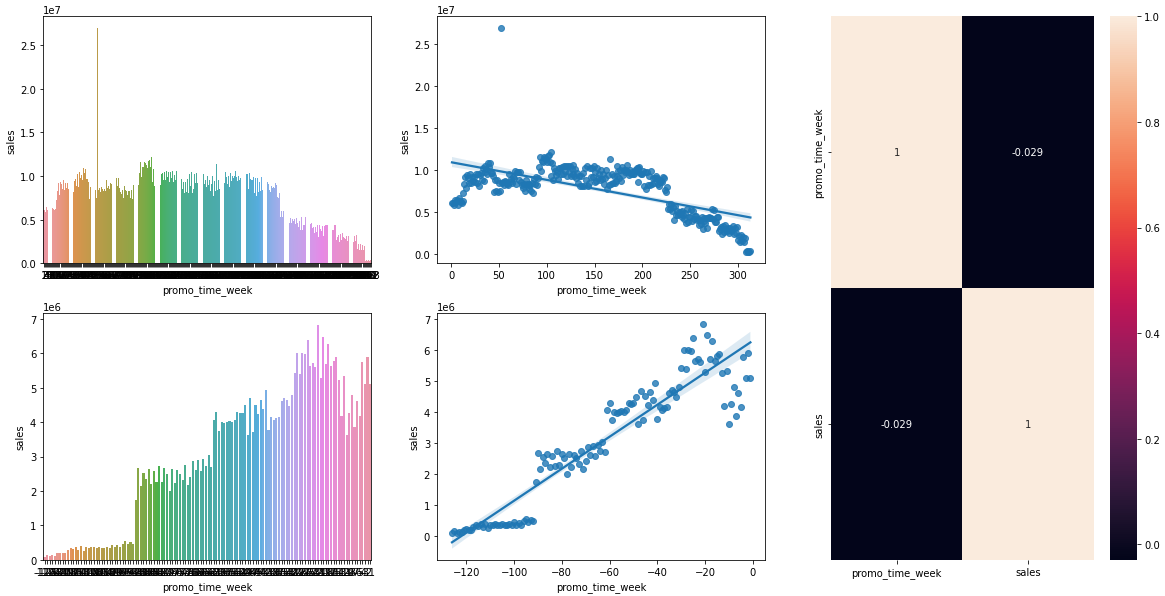 1e7
2.5
2.0
1.5
1.0
0.5
0.0
sales
promo_time_week
1e7
2.5
2.0
1.5
1.0
0.5
0.0
sales
0 50 100 150 200 250 300
promo_time_week
1e6
7
6
5
4
3
2
1
0
sales
promo_time_week
1e6
7
6
5
4
3
2
1
0
sales
−120 −100 −80 −60 −40 −20 0
promo_time_week
promo_time_week
sales
1 -0.029
-0.029 1
promo_time_week sales
1.0
0.8
0.6
0.4
0.2
0.0